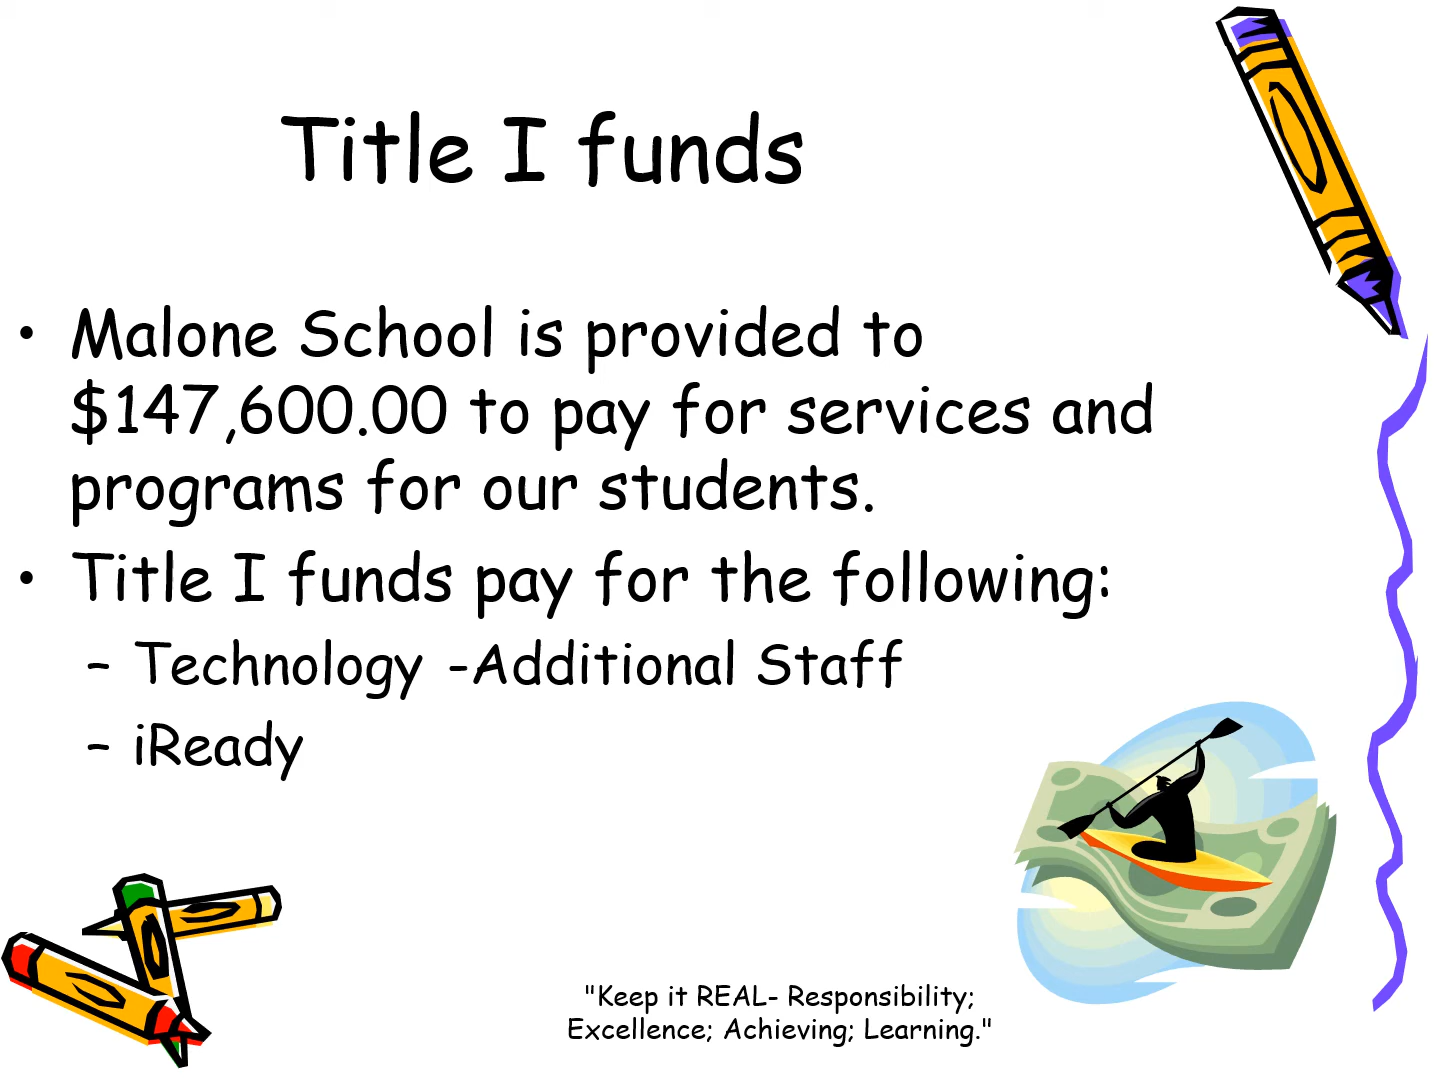 Title I funds
• Malone School is provided to
$147,600.00 to pay for services and
programs for our students.
• Title I funds pay for the following:
– Technology -Additional Staff
– iReady
"Keep it REAL- Responsibility;
Excellence; Achieving; Learning."